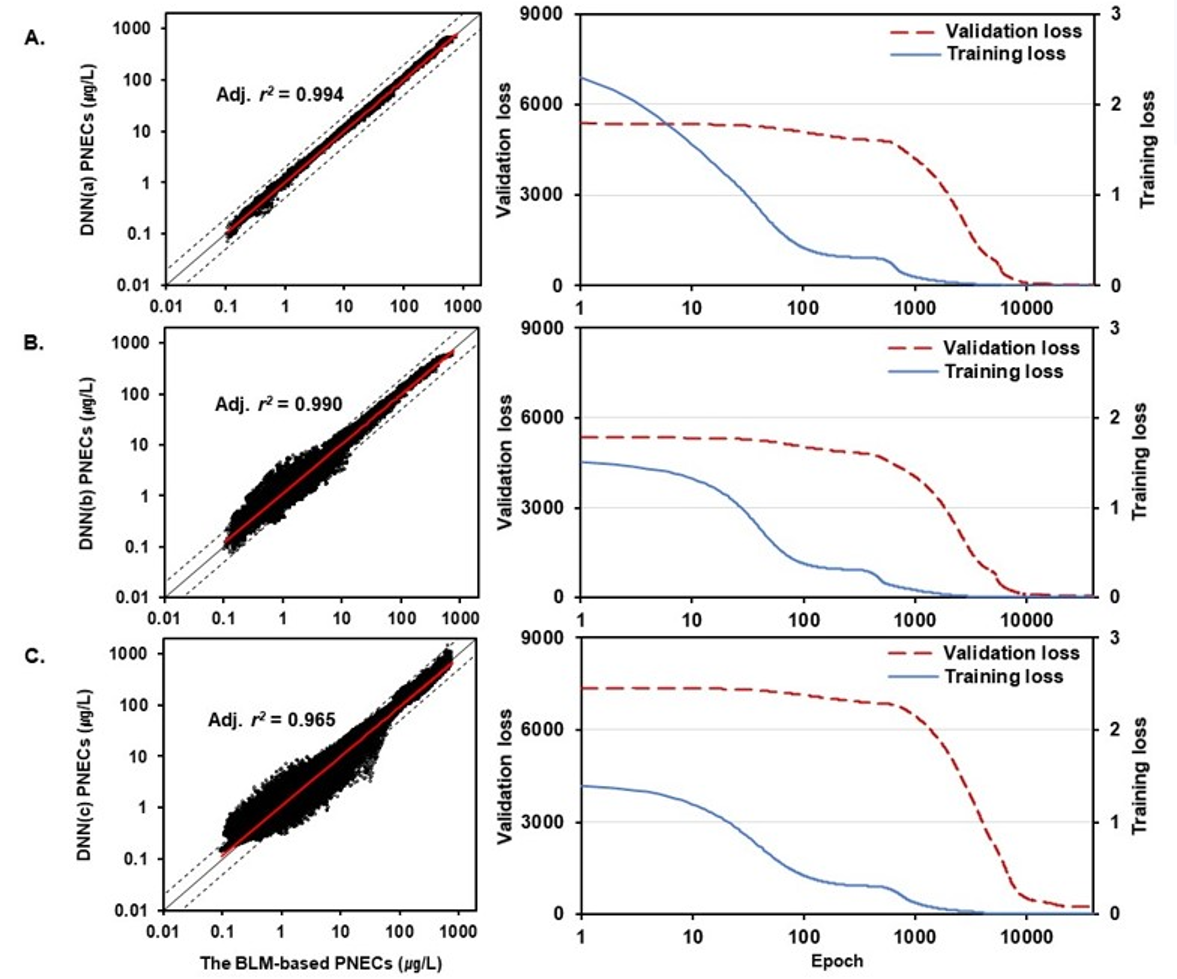 A.
DNN(a) PNECs (㎍/L)
1000
100
10
1
0.1
0.01
Adj. r² = 0.994
0.01 0.1 1 10 100 1000
Validation loss
9000
6000
3000
0
Validation loss
Training loss
3
2
1
0
Training loss
1 10 100 1000 10000
B.
DNN(b) PNECs (㎍/L)
1000
100
10
1
0.1
0.01
Adj. r² = 0.990
0.01 0.1 1 10 100 1000
Validation loss
9000
6000
3000
0
Validation loss
Training loss
3
2
1
0
Training loss
1 10 100 1000 10000
C.
DNN(c) PNECs (㎍/L)
1000
100
10
1
0.1
0.01
Adj. r² = 0.965
0.01 0.1 1 10 100 1000
The BLM-based PNECs (㎍/L)
Validation loss
9000
6000
3000
0
Validation loss
Training loss
3
2
1
0
Training loss
1 10 100 1000 10000
Epoch